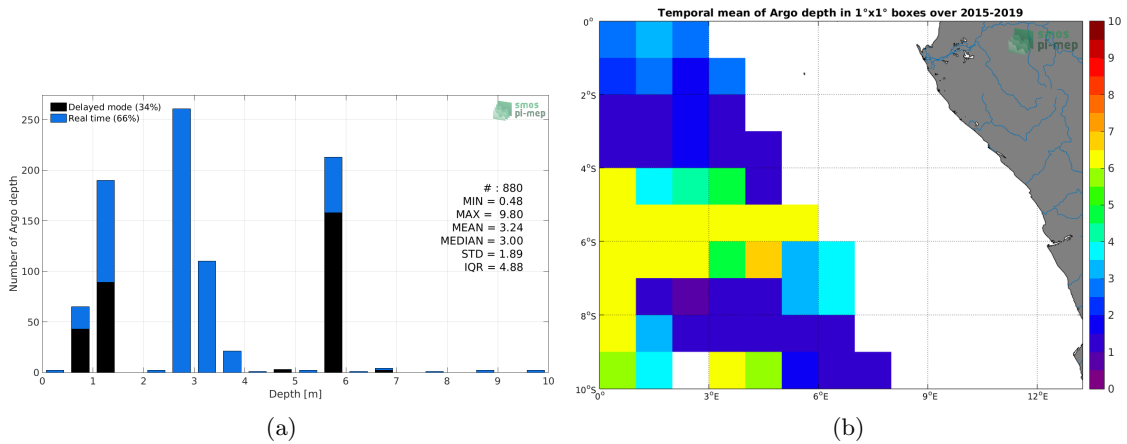 Delayed mode (34%)
Real time (66%)
smos
pi-mep
# : 880
MIN = 0.48
MAX = 9.80
MEAN = 3.24
MEDIAN = 3.00
STD = 1.89
IQR = 4.88
Number of Argo depth
250
200
150
100
50
0
0 1 2 3 4 5 6 7 8 9 10
Depth [m]
(a)
Temporal mean of Argo depth in 1°x1° boxes over 2015-2019
smos
pi-mep
0°
2°S
4°S
6°S
8°S
10°S
0° 3°E 6°E 9°E 12°E
10
9
8
7
6
5
4
3
2
1
0
(b)